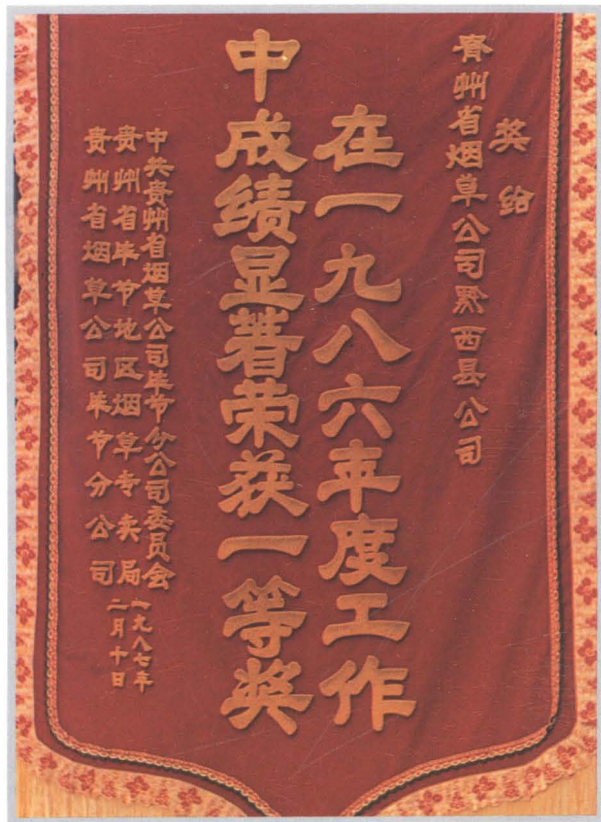 奖给
贵州省烟草公司黔西县公司
在一九八六年度工作
中成绩显著荣获一等奖
中共贵州省烟草公司毕节分公司委员会
贵州省毕节地区烟草专卖局
贵州省烟草公司毕节分公司
一九八七年
二月十日